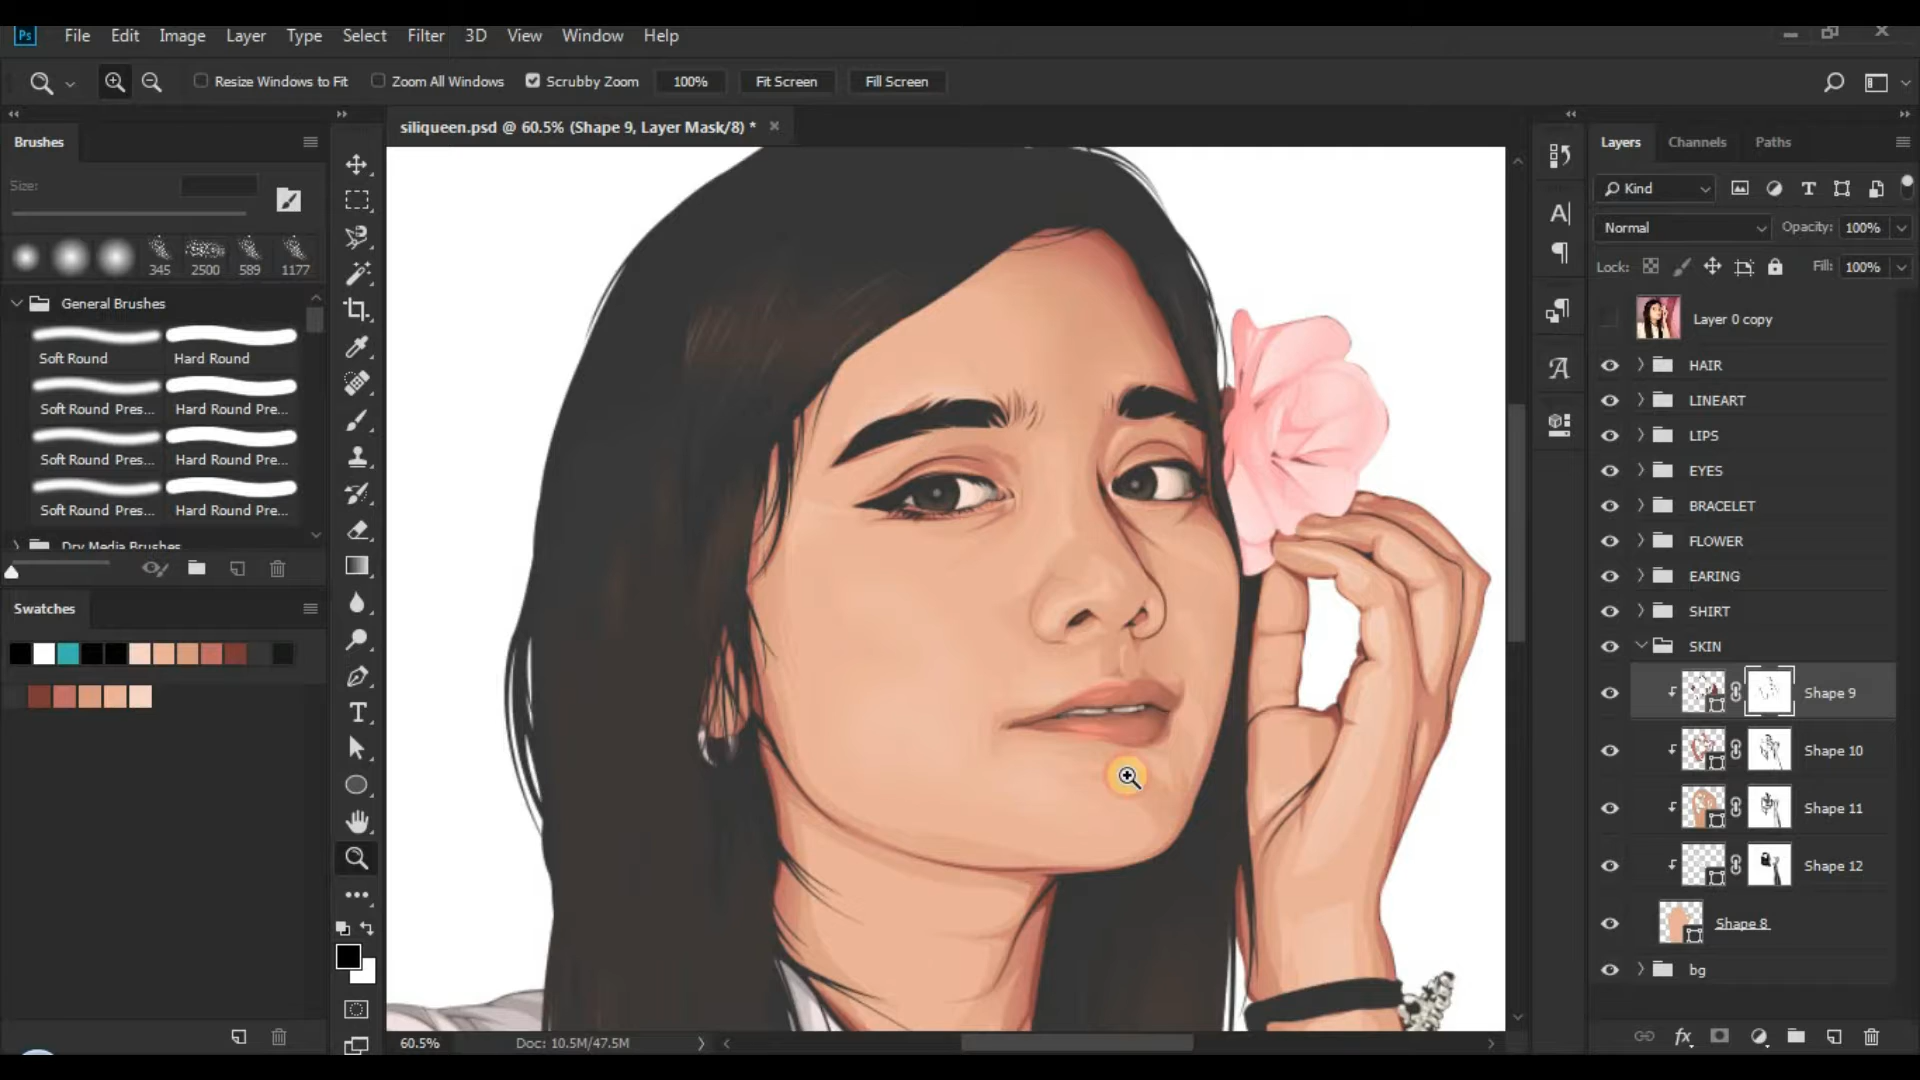 Ps File Edit Image Layer Type Select Filter 3D View Window Help
Resize Windows to Fit Zoom All Windows Scrubby Zoom 100% Fit Screen Fill Screen
siliqueen.psd @ 60.5% (Shape 9, Layer Mask/8) *
Brushes
Size:
345 2500 589 1177
General Brushes
Soft Round Hard Round
Soft Round Pres... Hard Round Pre...
Soft Round Pres... Hard Round Pre...
Soft Round Pres... Hard Round Pre...
Dry Media Brushes
Swatches
60.5% Doc: 10.5M/47.5M
Layers Channels Paths
Kind
Normal Opacity: 100%
Lock: Fill: 100%
Layer 0 copy
HAIR
LINEART
LIPS
EYES
BRACELET
FLOWER
EARING
SHIRT
SKIN
Shape 9
Shape 10
Shape 11
Shape 12
Shape 8
bg